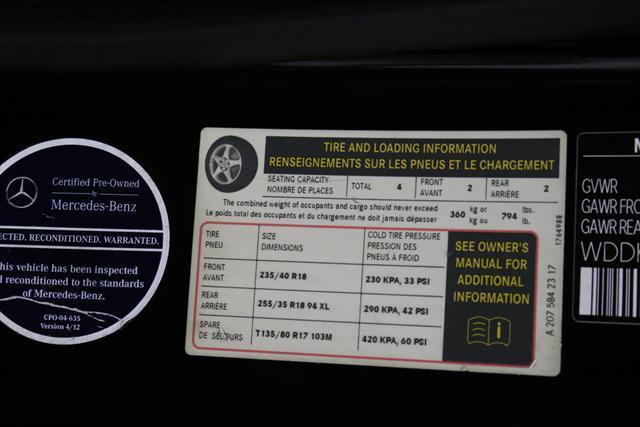 Certified Pre-Owned
by
Mercedes-Benz
ECTED. RECONDITIONED. WARRANTED.
his vehicle has been inspected
d reconditioned to the standards
of Mercedes-Benz.
CPO-04-635
Version 4/12
TIRE AND LOADING INFORMATION
RENSEIGNEMENTS SUR LES PNEUS ET LE CHARGEMENT
SEATING CAPACITY
NOMBRE DE PLACES
TOTAL 4
FRONT
AVANT
2
REAR
ARRIÈRE
2
The combined weight of occupants and cargo should never exceed
Le poids total des occupants et du chargement ne doit jamais dépasser
360 kg or
kg ou
794 lbs.
lb.
TIRE
PNEU
SIZE
DIMENSIONS
COLD TIRE PRESSURE
PRESSION DES
PNEUS À FROID
FRONT
AVANT
235/40 R18
230 KPA, 33 PSI
REAR
ARRIÈRE
255/35 R18 94 XL
290 KPA, 42 PSI
SPARE
DE SECOURS
T135/80 R17 103M
420 KPA, 60 PSI
SEE OWNER'S
MANUAL FOR
ADDITIONAL
INFORMATION
i
1764988
A 207 584 23 17
M
GVWR
GAWR FRO
GAWR REA
WDDK